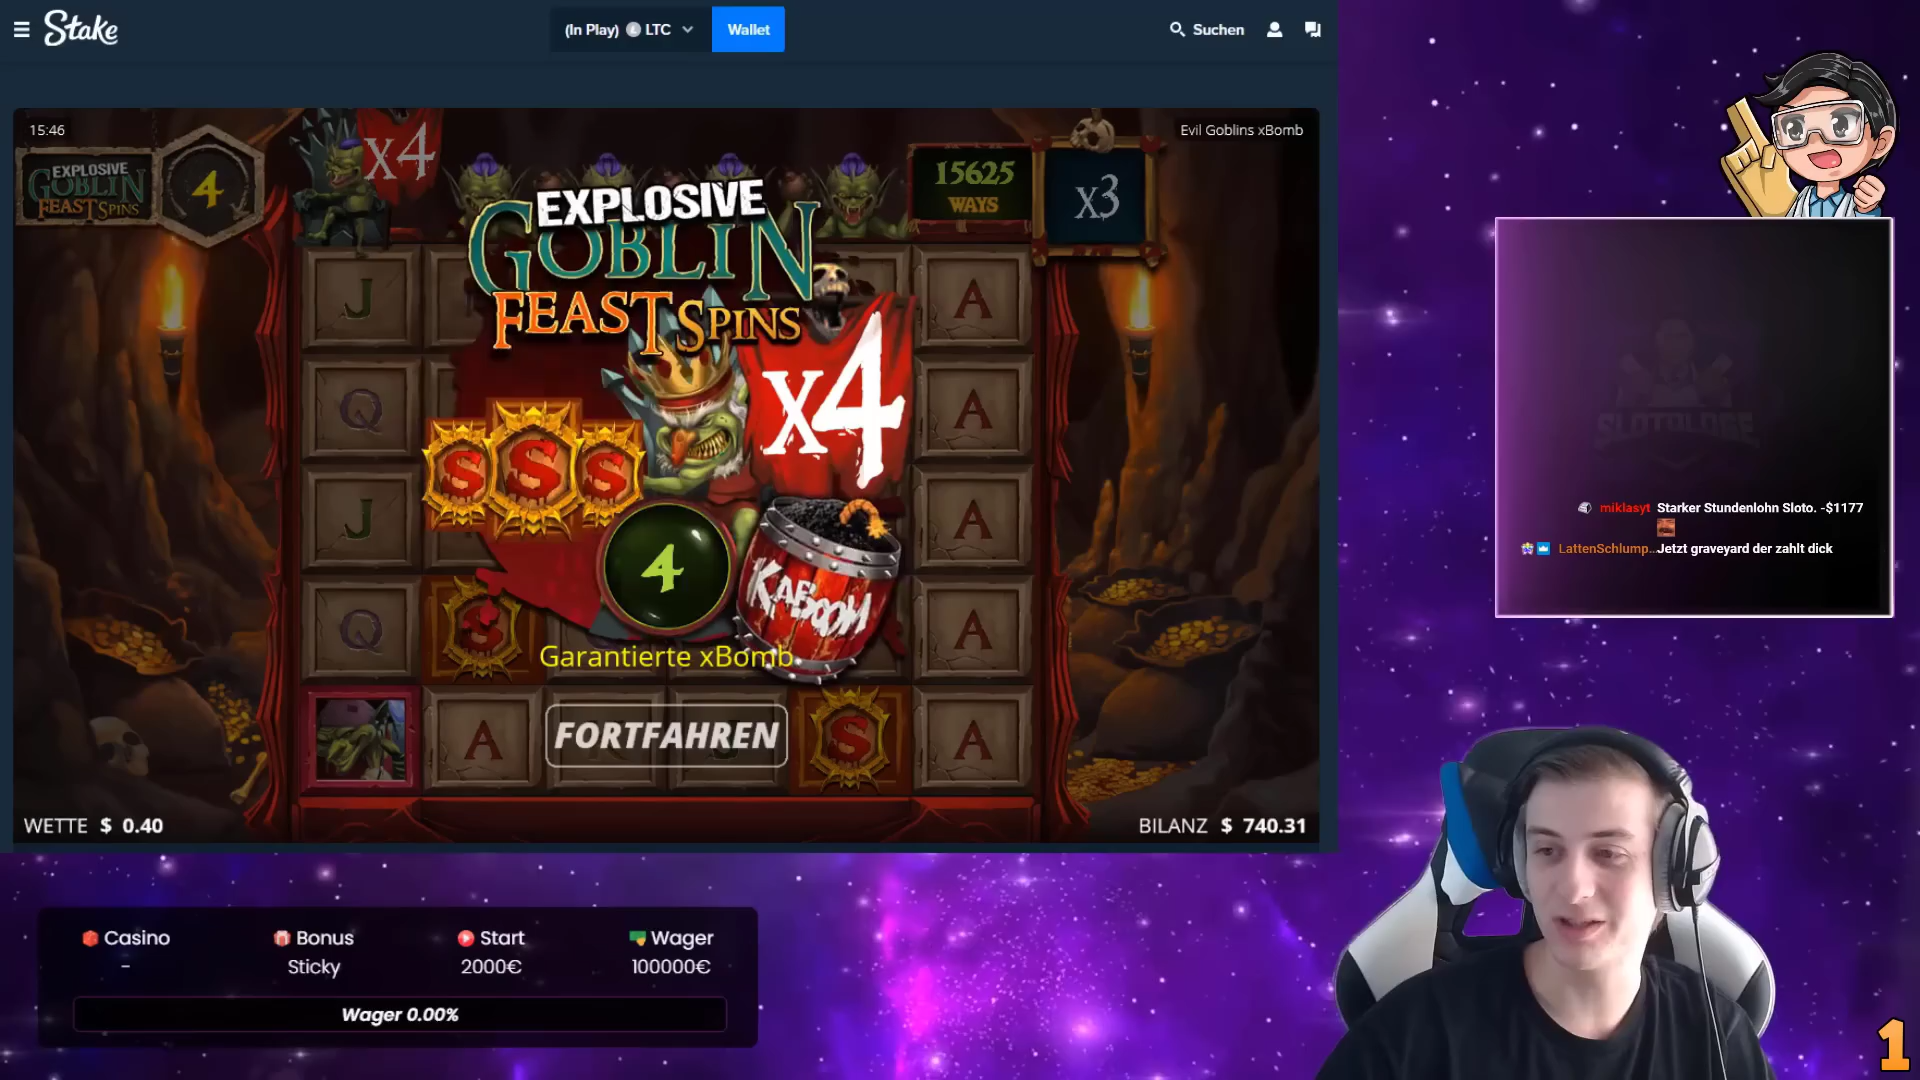 Stake
(In Play) LTC
Wallet
Suchen
15:46
Evil Goblins xBomb
EXPLOSIVE
GOBLIN
FEAST SPINS
4
x4
15625
WAYS
x3
EXPLOSIVE
GOBLIN
FEAST SPINS
x4
J
A
Q
A
S S S
J
A
4
KABOOM
Q
S
A
Garantierte xBomb
A
FORTFAHREN
S
A
WETTE $ 0.40
BILANZ $ 740.31
SLOTOLOGE
miklasyt Starker Stundenlohn Sloto. -$1177
LattenSchlump... Jetzt graveyard der zahlt dick
Casino
Bonus
Start
Wager
-
Sticky
2000€
100000€
Wager 0.00%
1